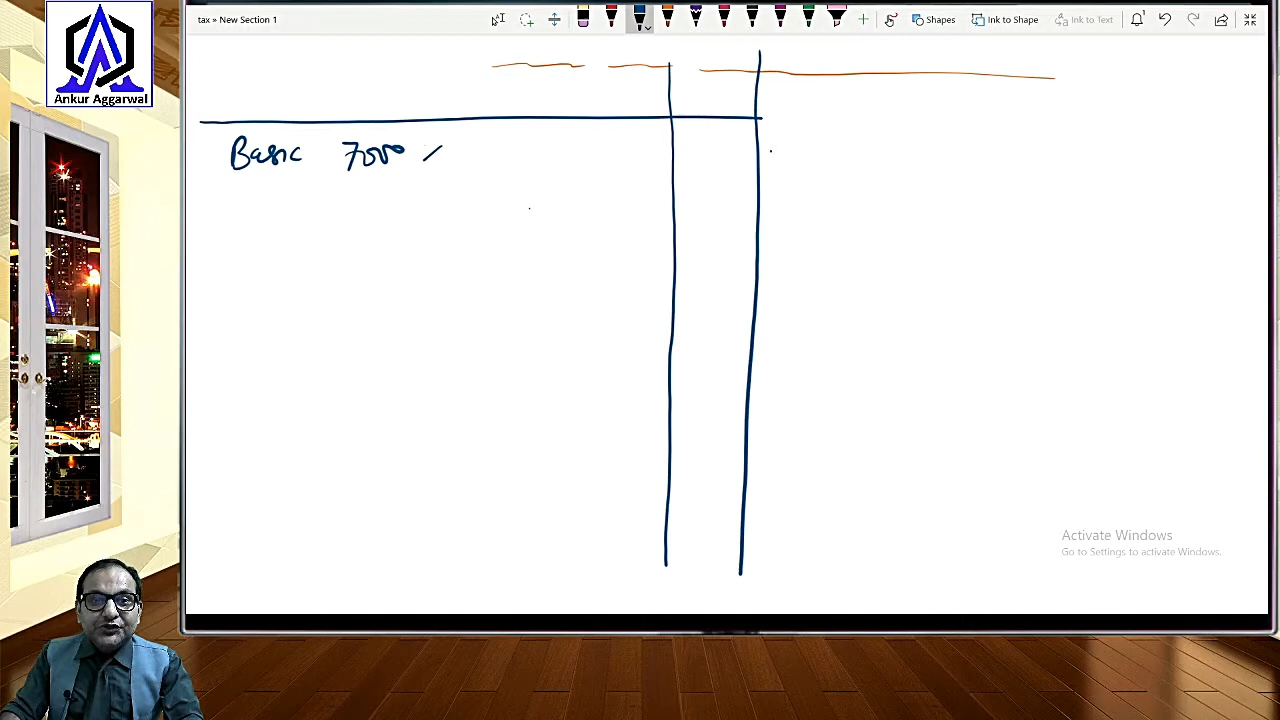 tax » New Section 1
Shapes
Ink to Shape
Ink to Text
Ankur Aggarwal
Basic 7000
Activate Windows
Go to Settings to activate Windows.